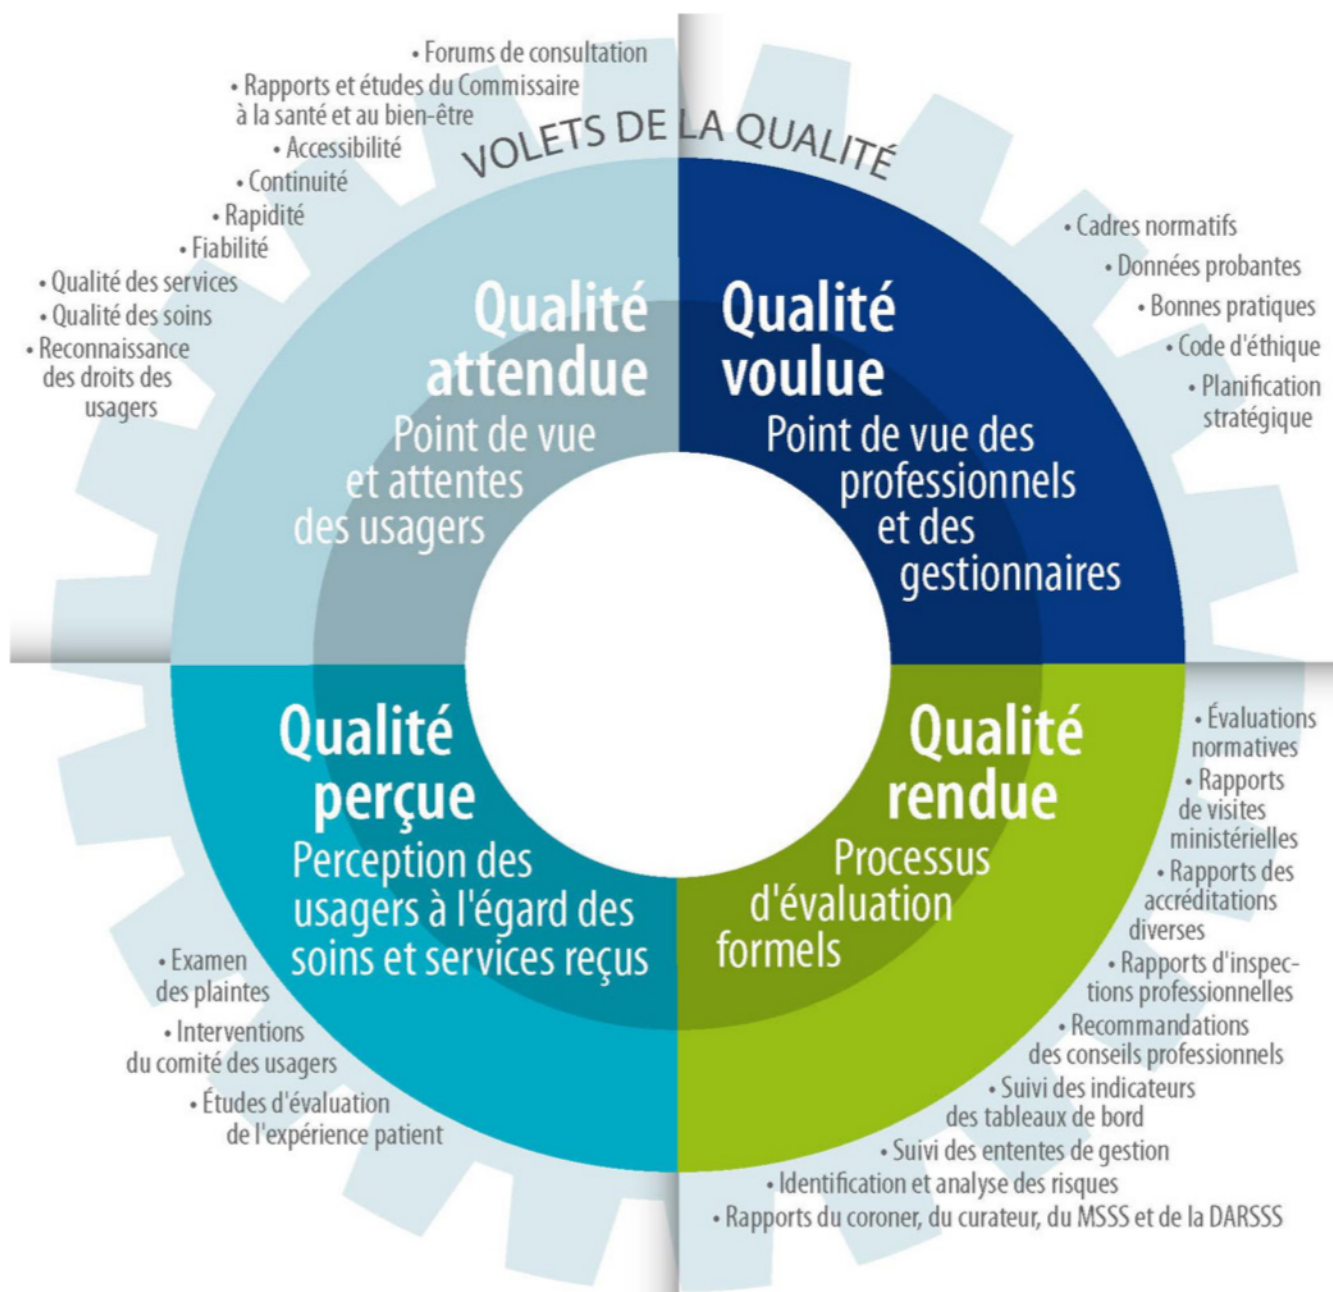 VOLETS DE LA QUALITÉ
• Forums de consultation
• Rapports et études du Commissaire
à la santé et au bien-être
• Accessibilité
• Continuité
• Rapidité
• Fiabilité
• Qualité des services
• Qualité des soins
• Reconnaissance
des droits des
usagers
Qualité
attendue
Point de vue
et attentes
des usagers
Qualité
voulue
Point de vue des
professionnels
et des
gestionnaires
• Cadres normatifs
• Données probantes
• Bonnes pratiques
• Code d'éthique
• Planification
stratégique
Qualité
perçue
Perception des
usagers à l'égard des
soins et services reçus
• Examen
des plaintes
• Interventions
du comité des usagers
• Études d'évaluation
de l'expérience patient
Qualité
rendue
Processus
d'évaluation
formels
• Évaluations
normatives
• Rapports
de visites
ministérielles
• Rapports des
accréditations
diverses
• Rapports d'inspec-
tions professionnelles
• Recommandations
des conseils professionnels
• Suivi des indicateurs
des tableaux de bord
• Suivi des ententes de gestion
• Identification et analyse des risques
• Rapports du coroner, du curateur, du MSSS et de la DARSSS